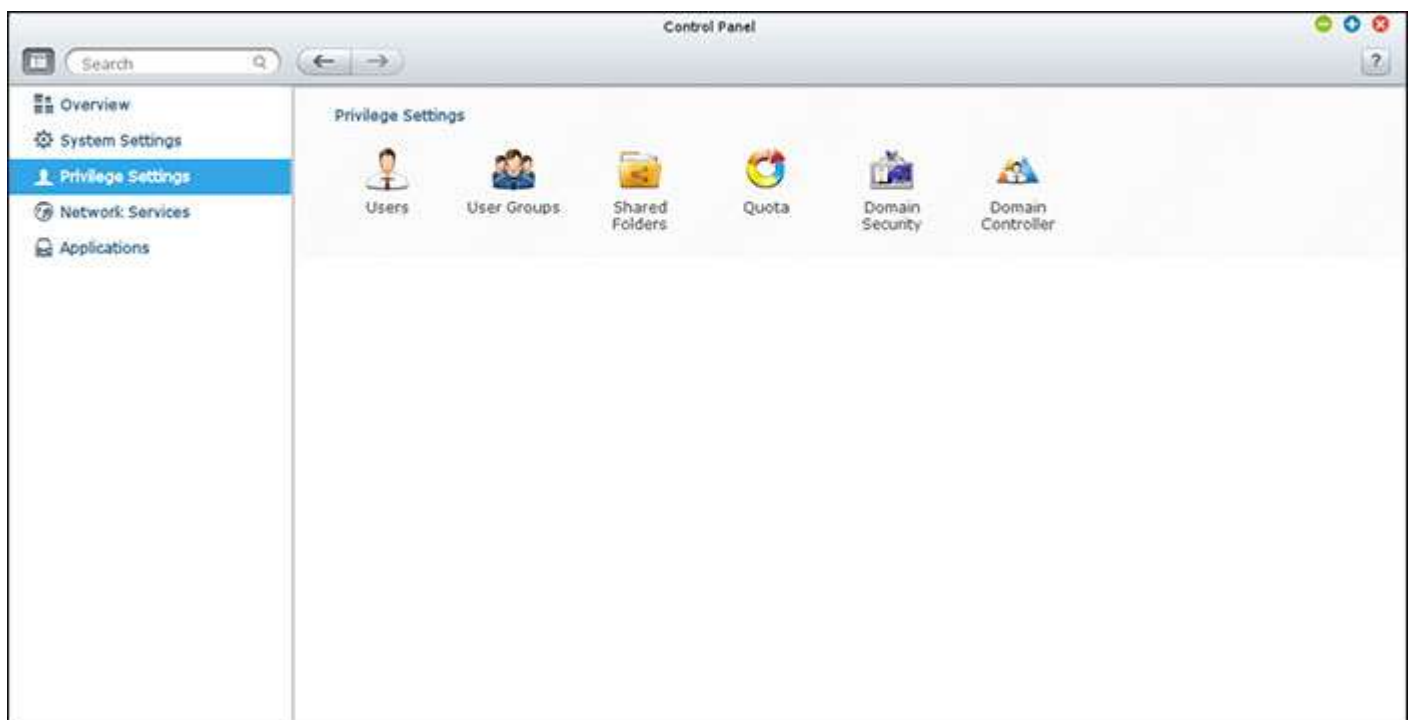 Control Panel
Search
?
Overview
System Settings
Privilege Settings
Network Services
Applications
Privilege Settings
Users
User Groups
Shared
Folders
Quota
Domain
Security
Domain
Controller